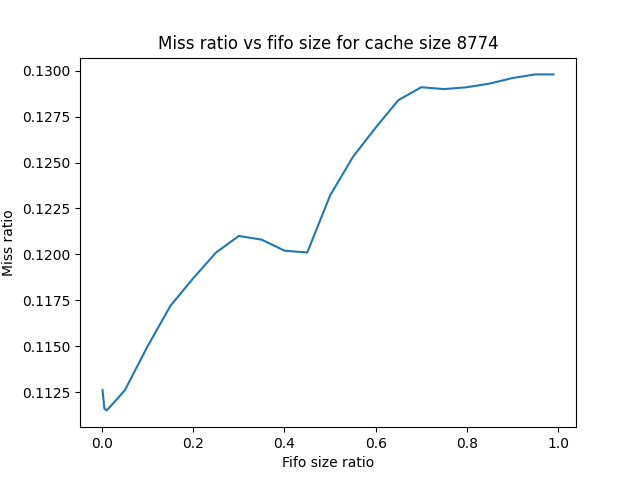 Miss ratio vs fifo size for cache size 8774
0.1300
0.1275
0.1250
0.1225
0.1200
0.1175
0.1150
0.1125
Miss ratio
0.0 0.2 0.4 0.6 0.8 1.0
Fifo size ratio